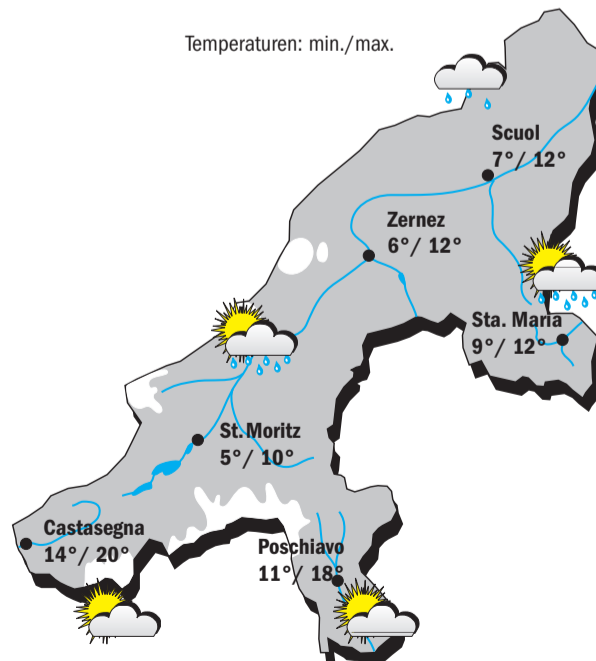 Temperaturen: min./max.
Scuol
7°/ 12°
Zernez
6°/ 12°
Sta. Maria
9°/ 12°
St. Moritz
5°/ 10°
Castasegna
14°/ 20°
Poschiavo
11°/ 18°